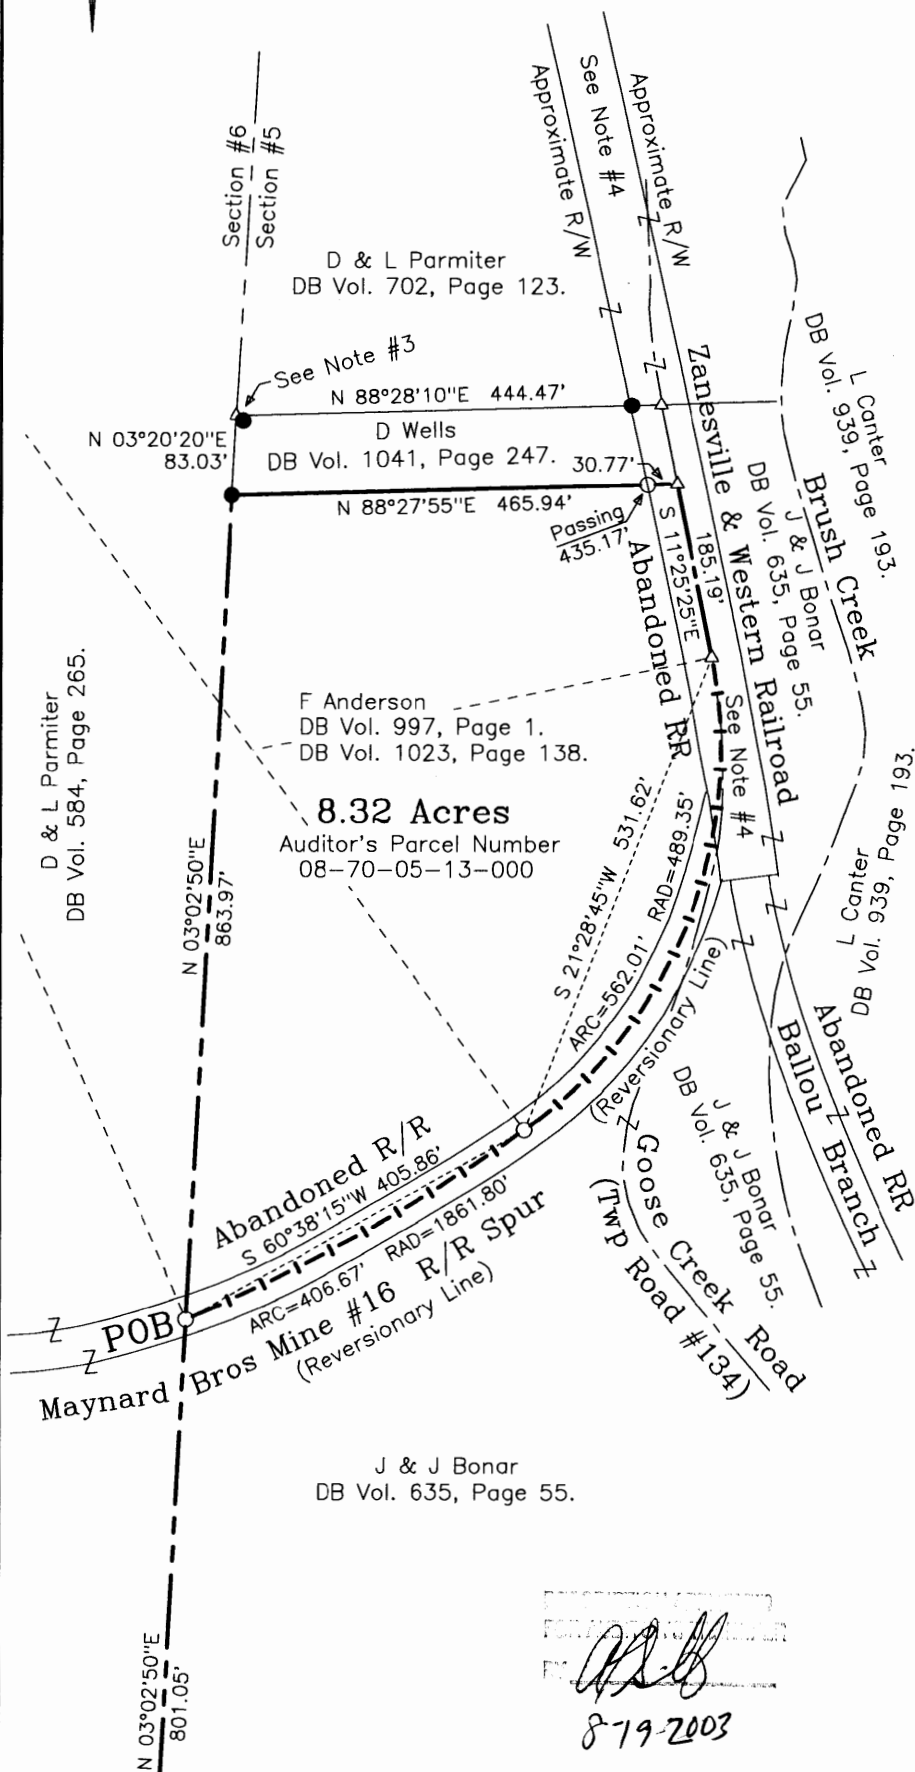 Section #6
Section #5
Approximate R/W
See Note #4
Approximate R/W
D & L Parmiter
DB Vol. 702, Page 123.
See Note #3
N 88°28'10"E 444.47'
N 03°20'20"E
83.03'
D Wells
DB Vol. 1041, Page 247.
30.77'
N 88°27'55"E 465.94'
Passing
435.17'
S 11°25'25"E
185.19'
Zanesville & Western Railroad
L Canter
DB Vol. 939, Page 193.
Brush Creek
J & J Bonar
DB Vol. 635, Page 55.
Abandoned RR
See Note #4
F Anderson
DB Vol. 997, Page 1.
DB Vol. 1023, Page 138.
8.32 Acres
Auditor's Parcel Number
08-70-05-13-000
D & L Parmiter
DB Vol. 584, Page 265.
N 03°02'50"E
863.97'
S 21°28'45"W 531.62'
ARC=562.01' RAD=489.35'
(Reversionary Line)
L Canter
DB Vol. 939, Page 193.
Abandoned RR
Ballou Branch
J & J Bonar
DB Vol. 635, Page 55.
Goose Creek Road
(Twp Road #134)
Abandoned R/R
S 60°38'15"W 405.86'
ARC=406.67' RAD=1861.80'
POB
Maynard Bros Mine #16 R/R Spur
(Reversionary Line)
J & J Bonar
DB Vol. 635, Page 55.
N 03°02'50"E
801.05'
8-19-2003